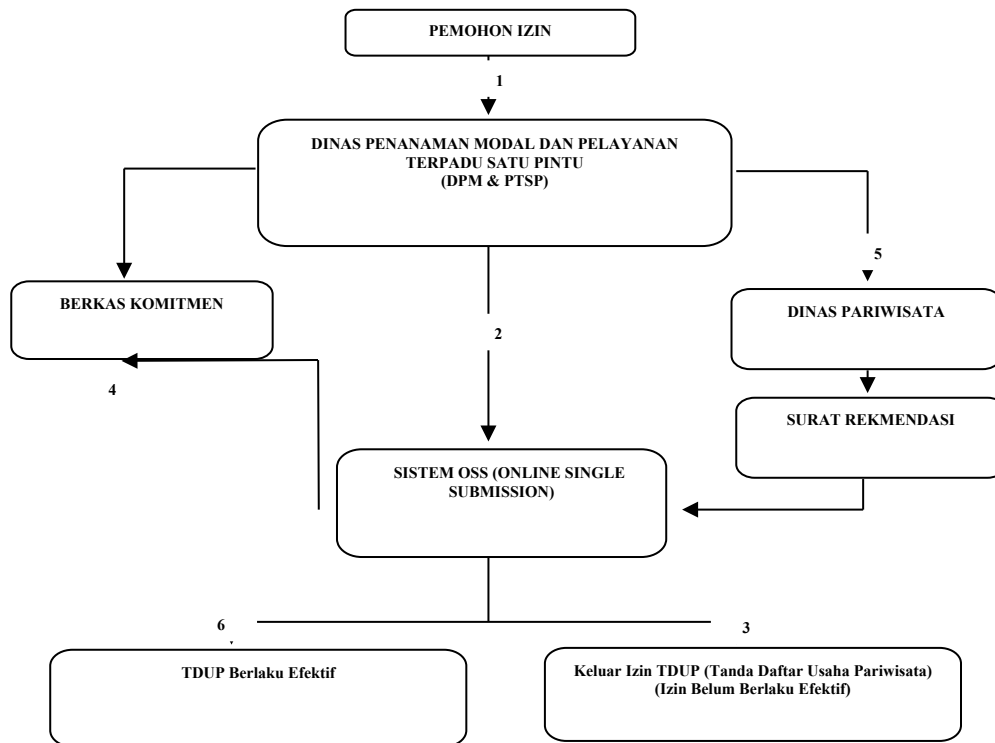 PEMOHON IZIN
1
DINAS PENANAMAN MODAL DAN PELAYANAN
TERPADU SATU PINTU
(DPM & PTSP)
5
BERKAS KOMITMEN
DINAS PARIWISATA
2
4
SURAT REKMENDASI
SISTEM OSS (ONLINE SINGLE
SUBMISSION)
6
3
TDUP Berlaku Efektif
Keluar Izin TDUP (Tanda Daftar Usaha Pariwisata)
(Izin Belum Berlaku Efektif)